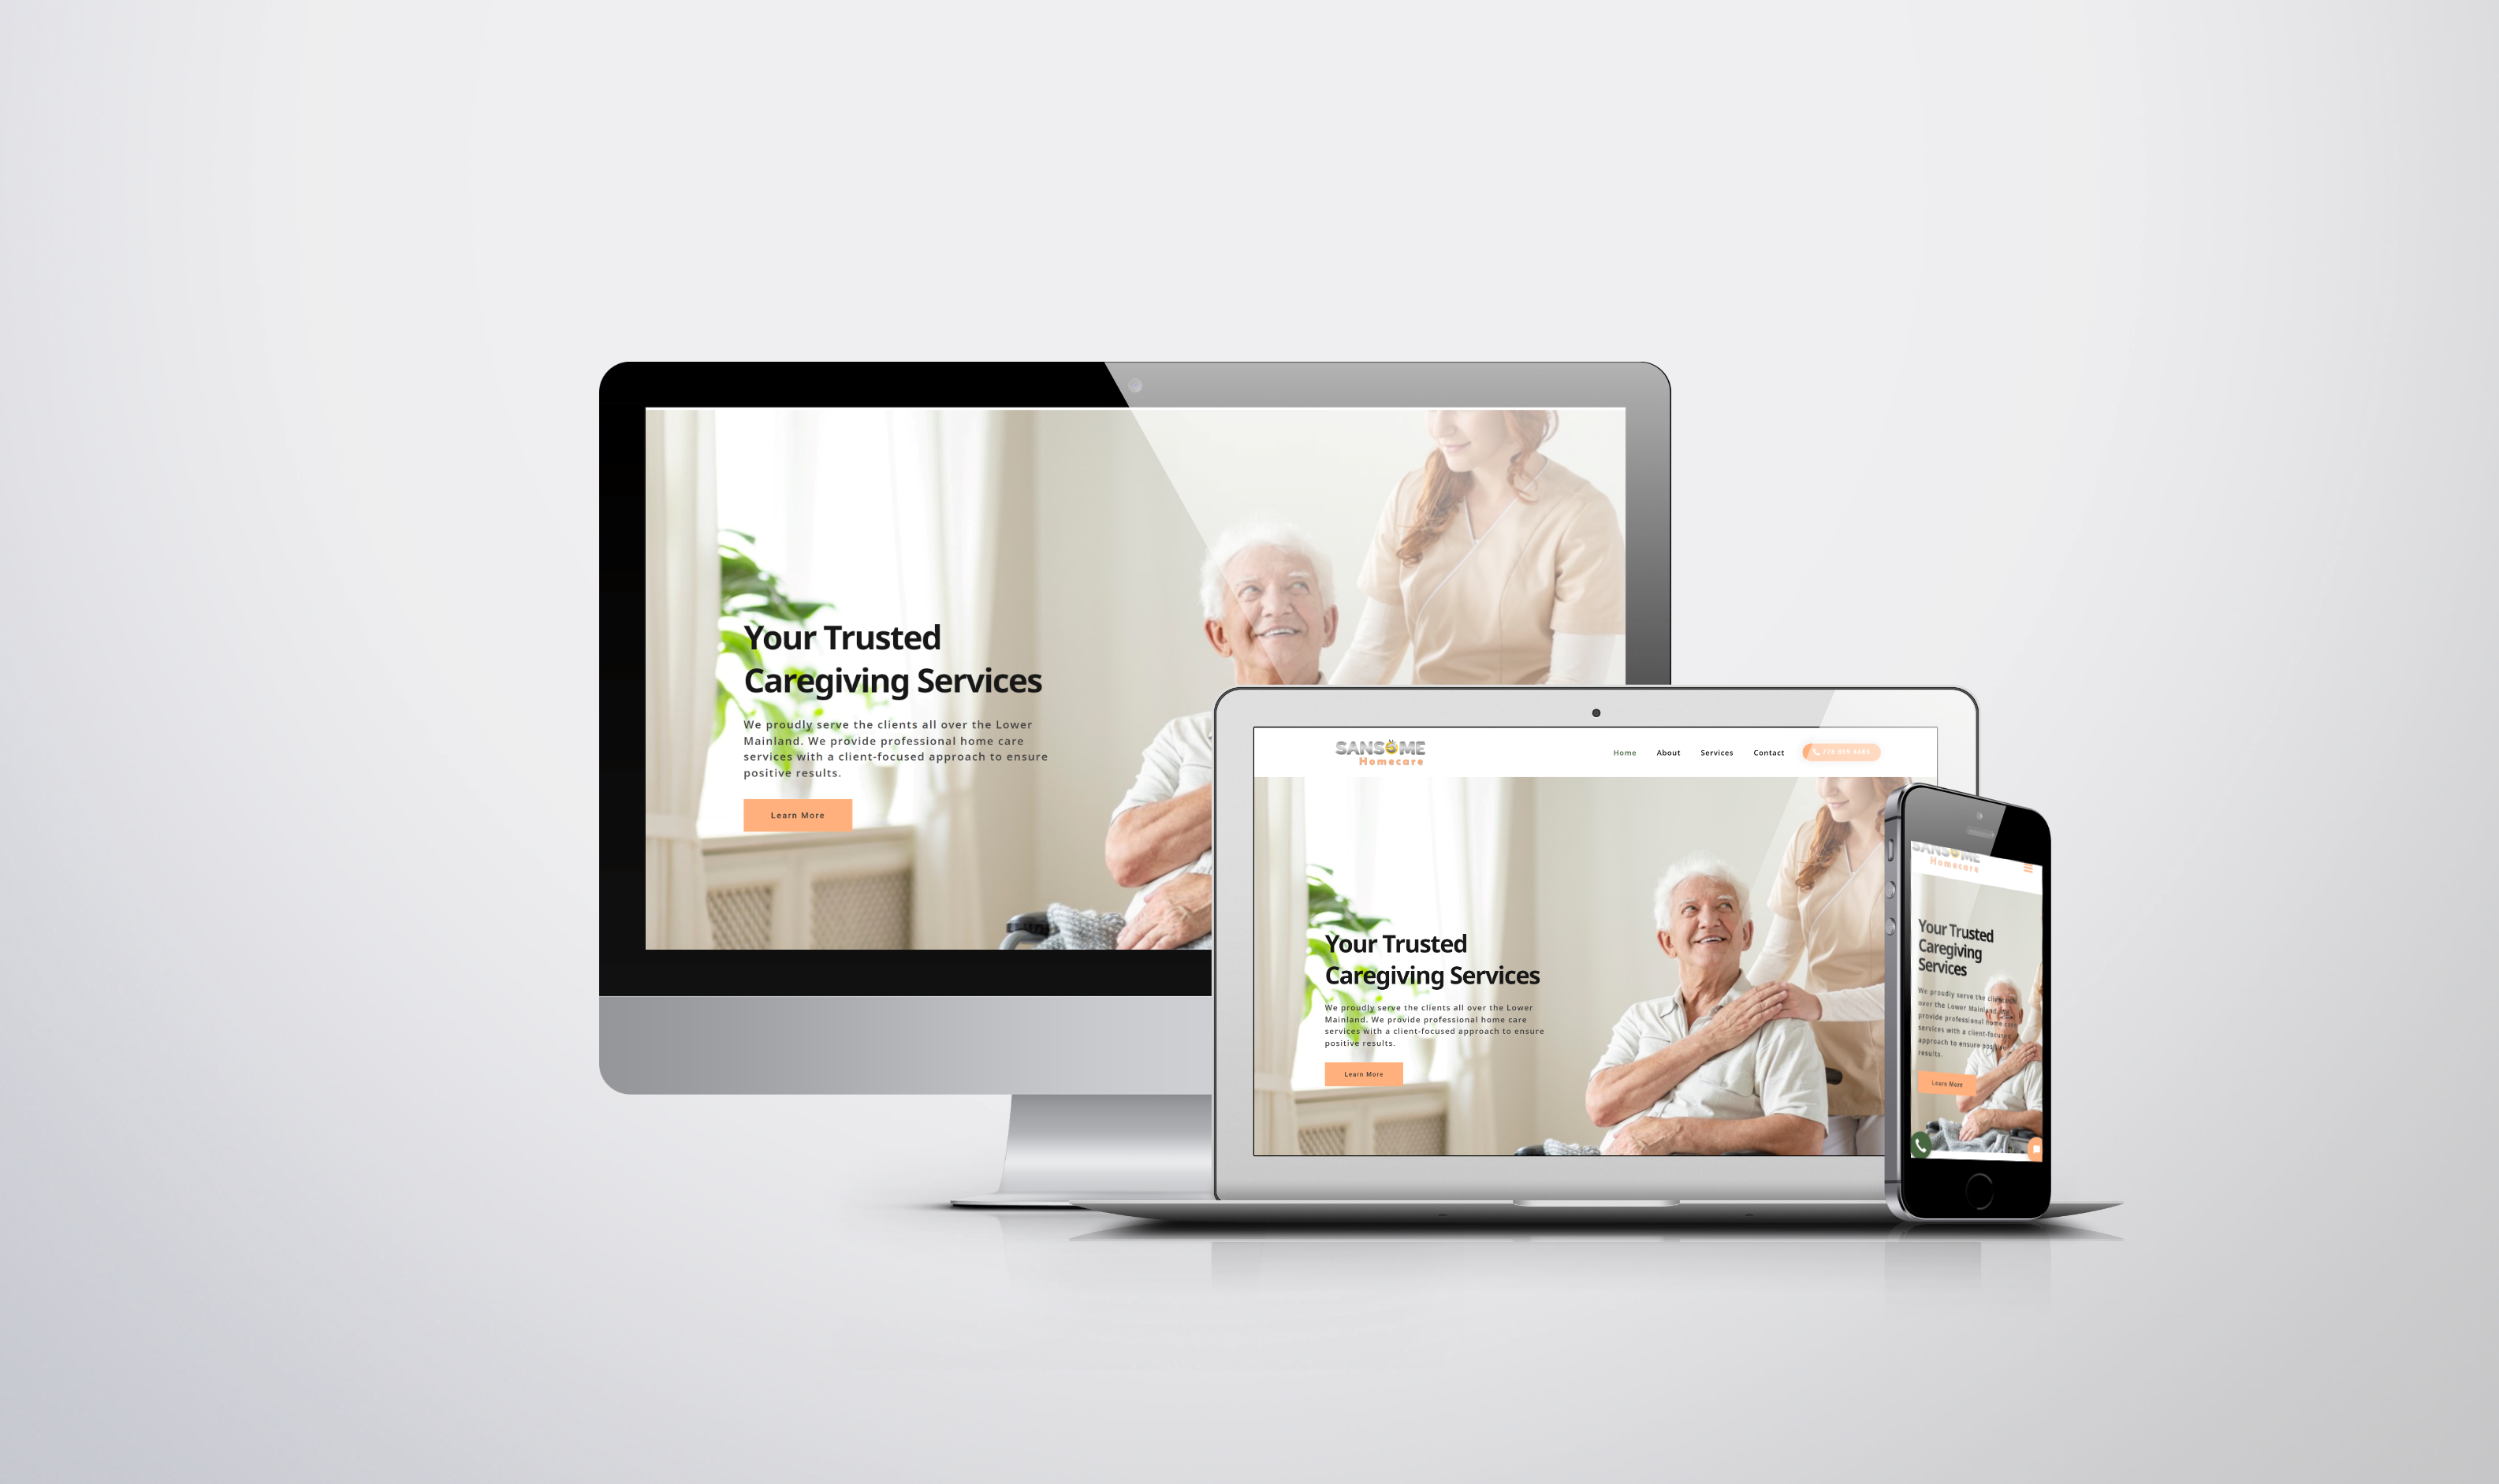 Your Trusted
Caregiving Services
We proudly serve the clients all over the Lower
Mainland. We provide professional home care
services with a client-focused approach to ensure
positive results.
Learn More
SANSOME
Homecare
Home About Services Contact
Your Trusted
Caregiving Services
We proudly serve the clients all over the Lower
Mainland. We provide professional home care
services with a client-focused approach to ensure
positive results.
Learn More
SANSOME
Homecare
Your Trusted
Caregiving
Services
We proudly serve the clients all
over the Lower Mainland. We
provide professional home care
services with a client-focused
approach to ensure positive
results.
Learn More